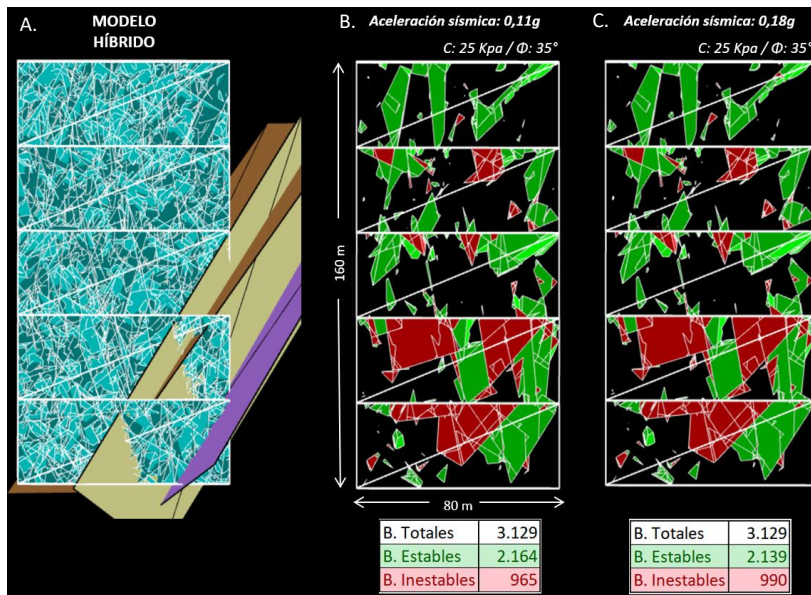 A.
MODELO
HÍBRIDO
B.
Aceleración sísmica: 0,11g
C: 25 Kpa / Φ: 35°
C.
Aceleración sísmica: 0,18g
C: 25 Kpa / Φ: 35°
160 m
80 m
B. Totales 3.129
B. Estables 2.164
B. Inestables 965
B. Totales 3.129
B. Estables 2.139
B. Inestables 990